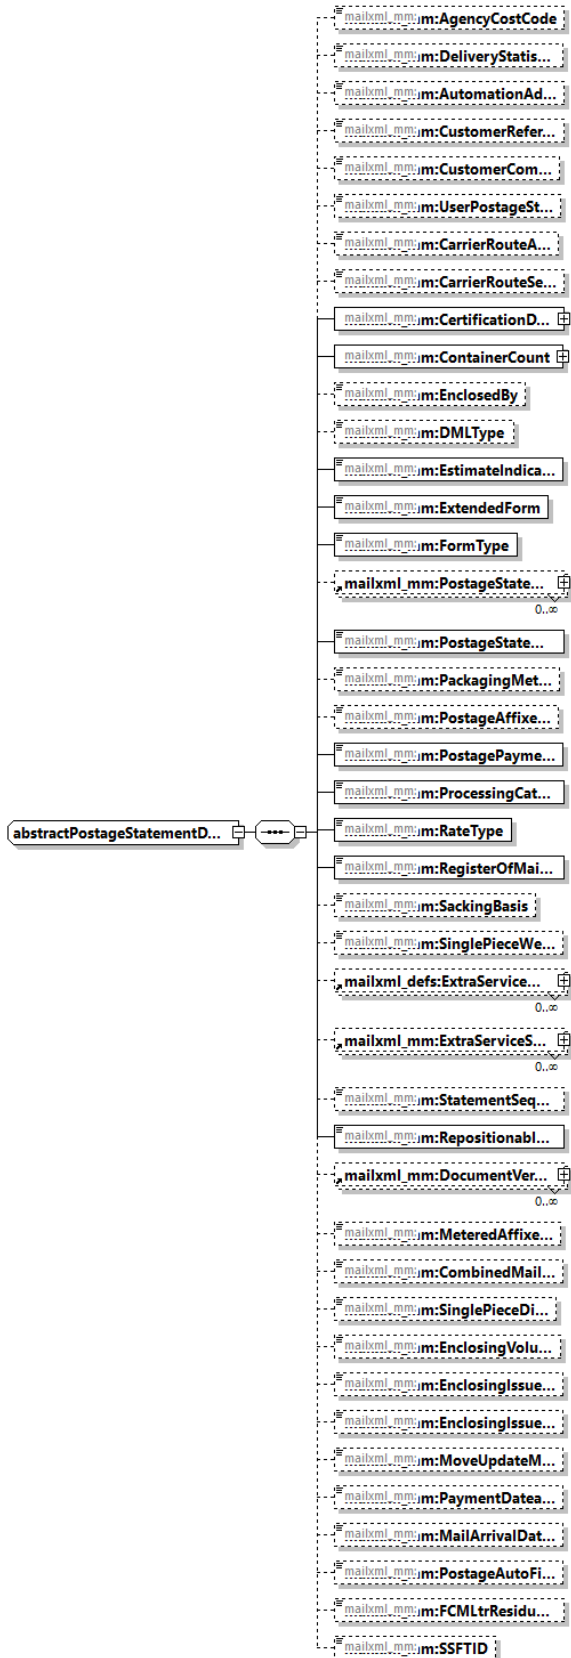 mailxml_mm:m:AgencyCostCode
mailxml_mm:m:DeliveryStatis...
mailxml_mm:m:AutomationAd...
mailxml_mm:m:CustomerRefer...
mailxml_mm:m:CustomerCom...
mailxml_mm:m:UserPostageSt...
mailxml_mm:m:CarrierRouteA...
mailxml_mm:m:CarrierRouteSe...
mailxml_mm:m:CertificationD...
mailxml_mm:m:ContainerCount
mailxml_mm:m:EnclosedBy
mailxml_mm:m:DMLType
mailxml_mm:m:EstimateIndica...
mailxml_mm:m:ExtendedForm
mailxml_mm:m:FormType
mailxml_mm:PostageState...
0..∞
mailxml_mm:m:PostageState...
mailxml_mm:m:PackagingMet...
mailxml_mm:m:PostageAffixe...
mailxml_mm:m:PostagePayme...
mailxml_mm:m:ProcessingCat...
abstractPostageStatementD...
mailxml_mm:m:RateType
mailxml_mm:m:RegisterOfMai...
mailxml_mm:m:SackingBasis
mailxml_mm:m:SinglePieceWe...
mailxml_defs:ExtraService...
0..∞
mailxml_mm:ExtraServiceS...
0..∞
mailxml_mm:m:StatementSeq...
mailxml_mm:m:Repositionabl...
mailxml_mm:DocumentVer...
0..∞
mailxml_mm:m:MeteredAffixe...
mailxml_mm:m:CombinedMail...
mailxml_mm:m:SinglePieceDi...
mailxml_mm:m:EnclosingVolu...
mailxml_mm:m:EnclosingIssue...
mailxml_mm:m:EnclosingIssue...
mailxml_mm:m:MoveUpdateM...
mailxml_mm:m:PaymentDatea...
mailxml_mm:m:MailArrivalDat...
mailxml_mm:m:PostageAutoFi...
mailxml_mm:m:FCMLtrResidu...
mailxml_mm:m:SSFTID